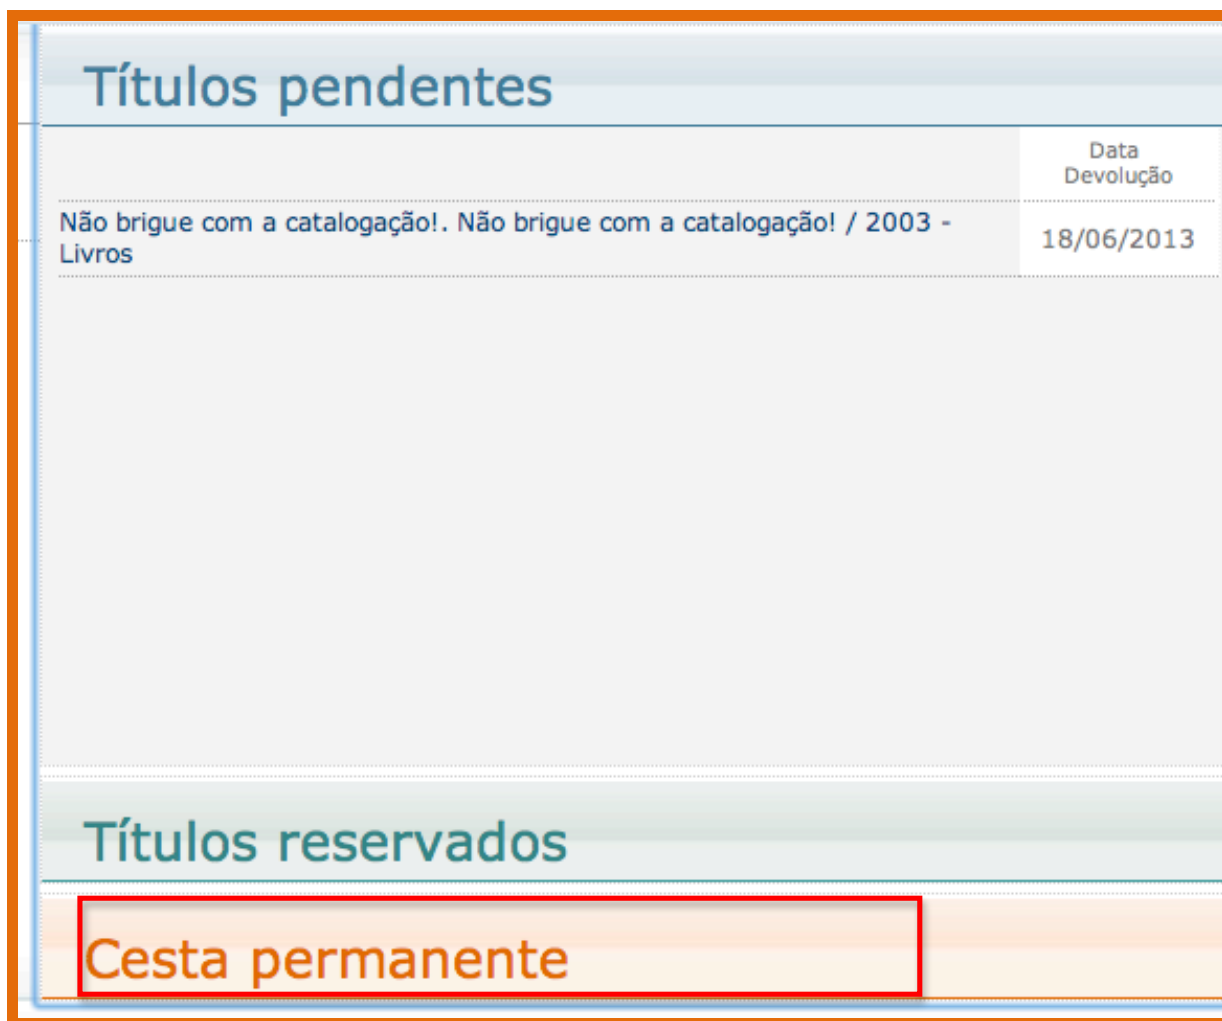 Títulos pendentes
Data
Devolução
Não brigue com a catalogação!. Não brigue com a catalogação! / 2003 -
Livros
18/06/2013
Títulos reservados
Cesta permanente